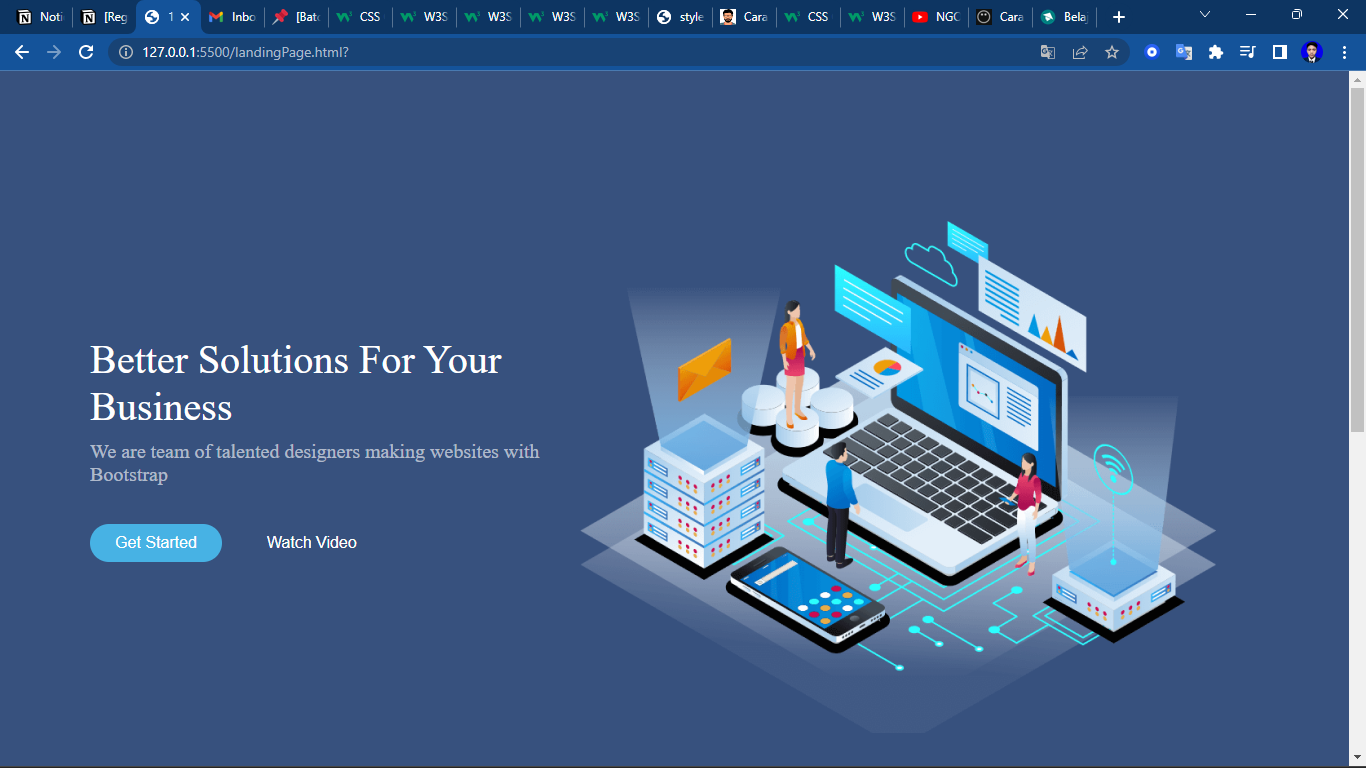 Noti
[Reg
1
Inbo
[Batc
CSS
W3S
W3S
W3S
W3S
style
Cara
CSS
W3S
NGC
Cara
Bela
127.0.0.1:5500/landingPage.html?
Better Solutions For Your
Business
We are team of talented designers making websites with
Bootstrap
Get Started
Watch Video